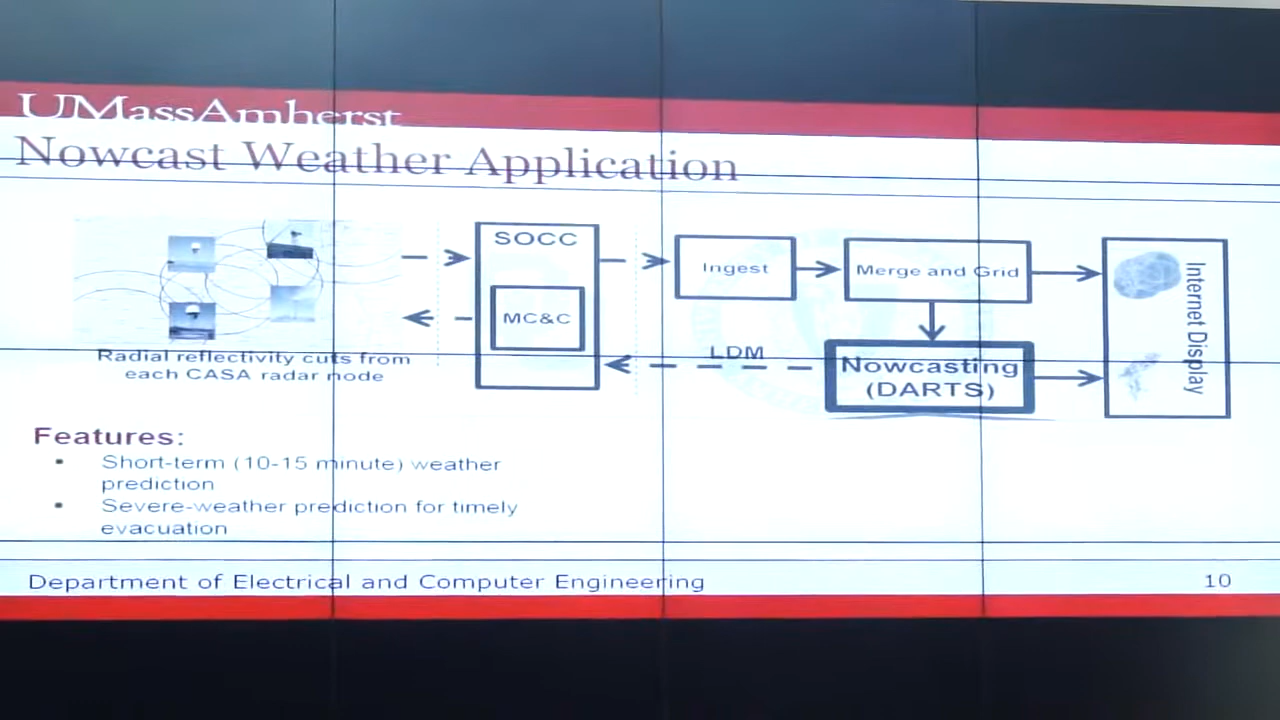 UMassAmherst
Nowcast Weather Application
SOCC
MC&C
Ingest
Merge and Grid
Internet Display
LDM
Nowcasting
(DARTS)
Radial reflectivity cuts from
each CASA radar node
Features:
• Short-term (10-15 minute) weather
prediction
• Severe-weather prediction for timely
evacuation
Department of Electrical and Computer Engineering
10